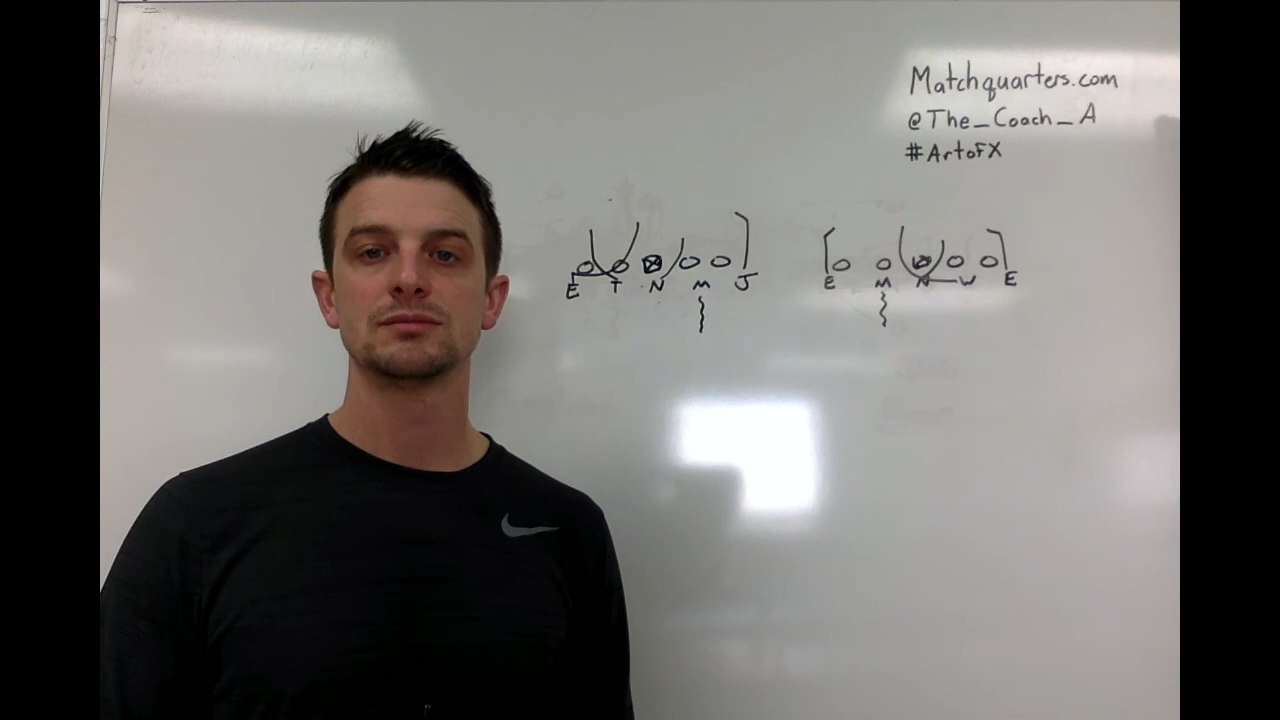 Matchquarters.com
@The_Coach_A
#ArtofX
E T N M J
E M N W E